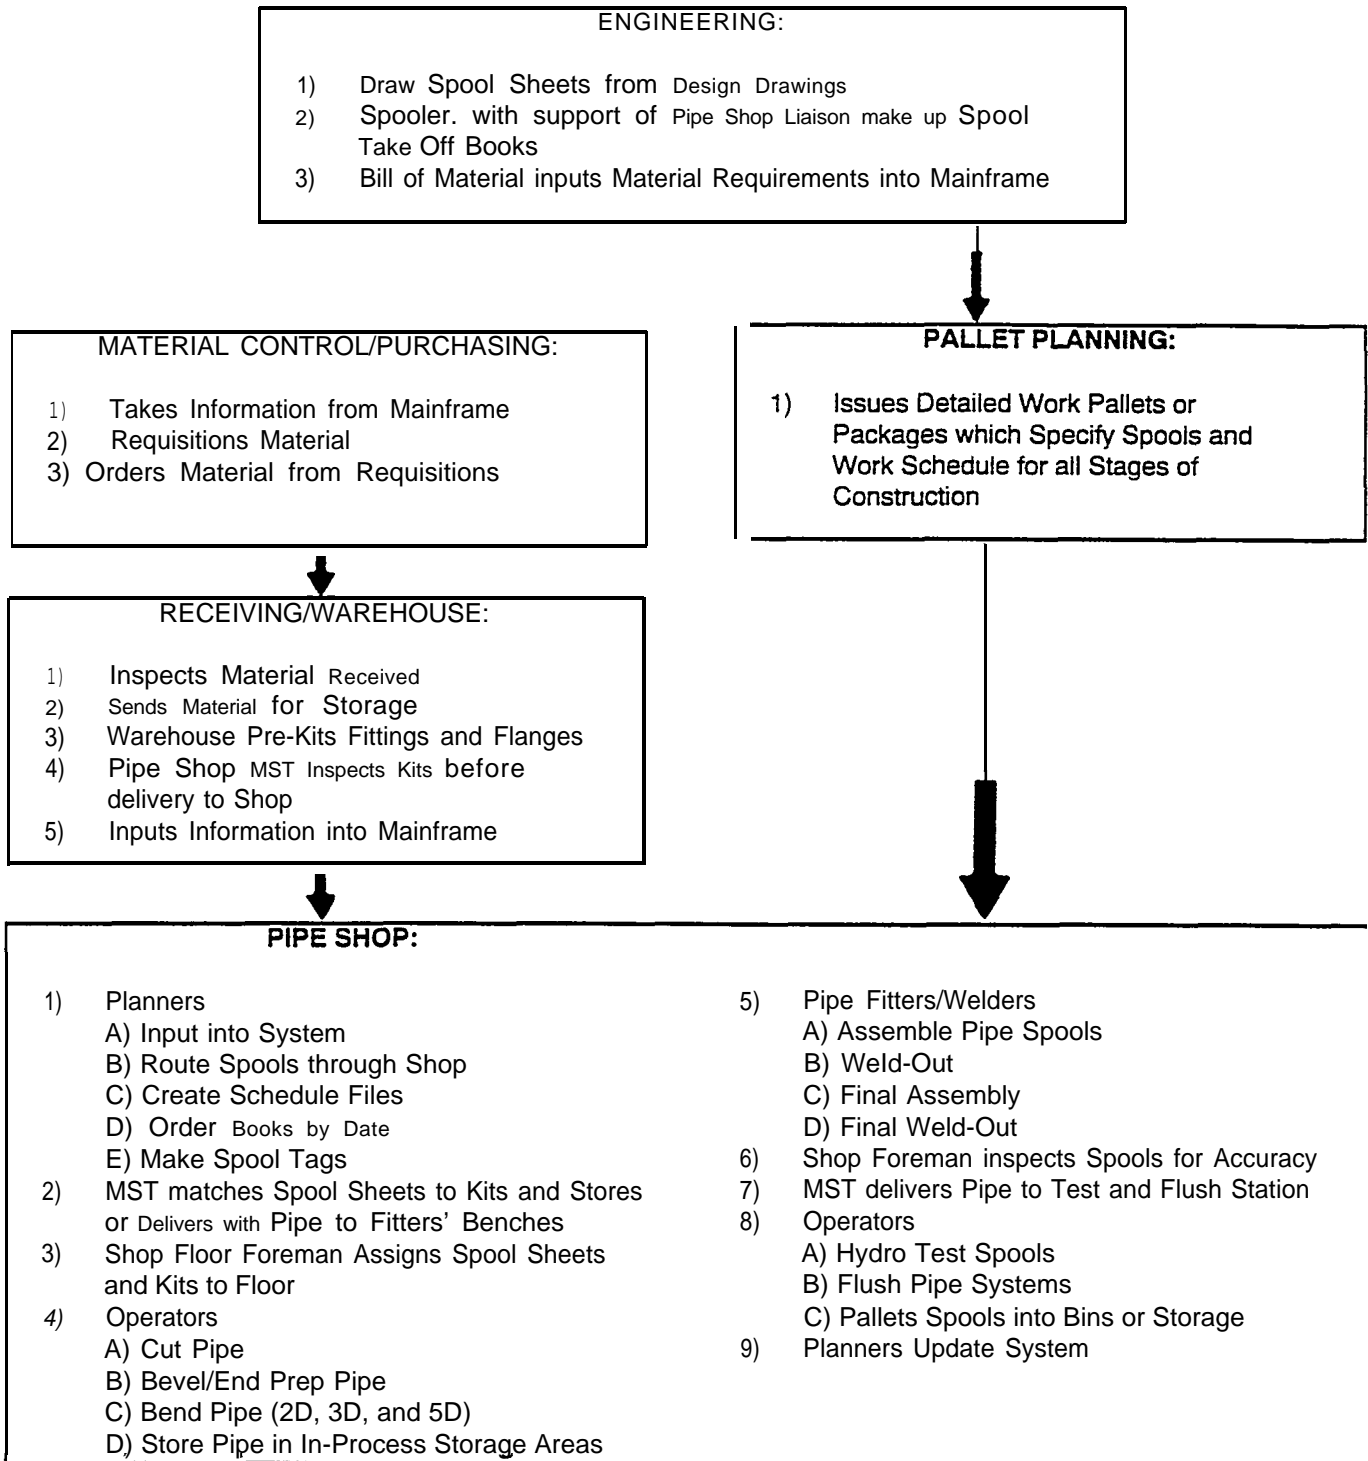 ENGINEERING:
1) Draw Spool Sheets from Design Drawings
2) Spooler. with support of Pipe Shop Liaison make up Spool
Take Off Books
3) Bill of Material inputs Material Requirements into Mainframe
MATERIAL CONTROL/PURCHASING:
1) Takes Information from Mainframe
2) Requisitions Material
3) Orders Material from Requisitions
PALLET PLANNING:
1) Issues Detailed Work Pallets or
Packages which Specify Spools and
Work Schedule for all Stages of
Construction
RECEIVING/WAREHOUSE:
1) Inspects Material Received
2) Sends Material for Storage
3) Warehouse Pre-Kits Fittings and Flanges
4) Pipe Shop MST Inspects Kits before
delivery to Shop
5) Inputs Information into Mainframe
PIPE SHOP:
1) Planners
A) Input into System
B) Route Spools through Shop
C) Create Schedule Files
D) Order Books by Date
E) Make Spool Tags
2) MST matches Spool Sheets to Kits and Stores
or Delivers with Pipe to Fitters' Benches
3) Shop Floor Foreman Assigns Spool Sheets
and Kits to Floor
4) Operators
A) Cut Pipe
B) Bevel/End Prep Pipe
C) Bend Pipe (2D, 3D, and 5D)
D) Store Pipe in In-Process Storage Areas
5) Pipe Fitters/Welders
A) Assemble Pipe Spools
B) Weld-Out
C) Final Assembly
D) Final Weld-Out
6) Shop Foreman inspects Spools for Accuracy
7) MST delivers Pipe to Test and Flush Station
8) Operators
A) Hydro Test Spools
B) Flush Pipe Systems
C) Pallets Spools into Bins or Storage
9) Planners Update System